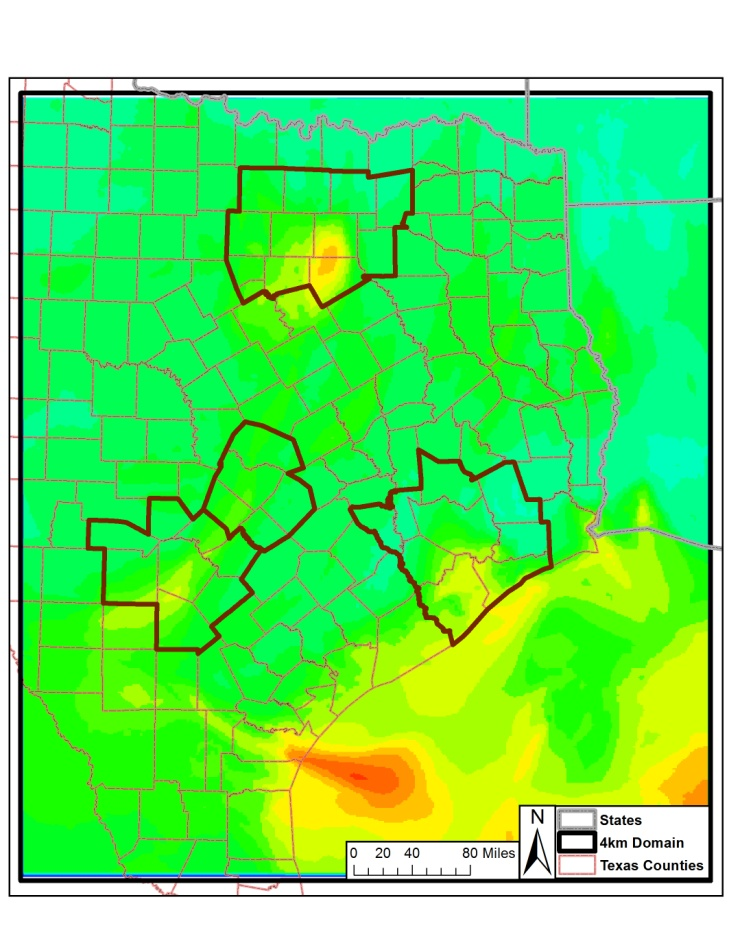 N
States
4km Domain
Texas Counties
0 20 40 80 Miles